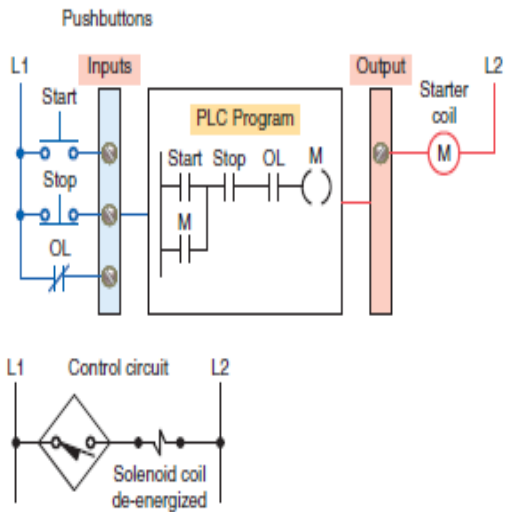 Pushbuttons
L1 Inputs Output L2
Start
Starter
coil
PLC Program
Start Stop OL M
M
Stop
M
OL
L1 Control circuit L2
Solenoid coil
de-energized